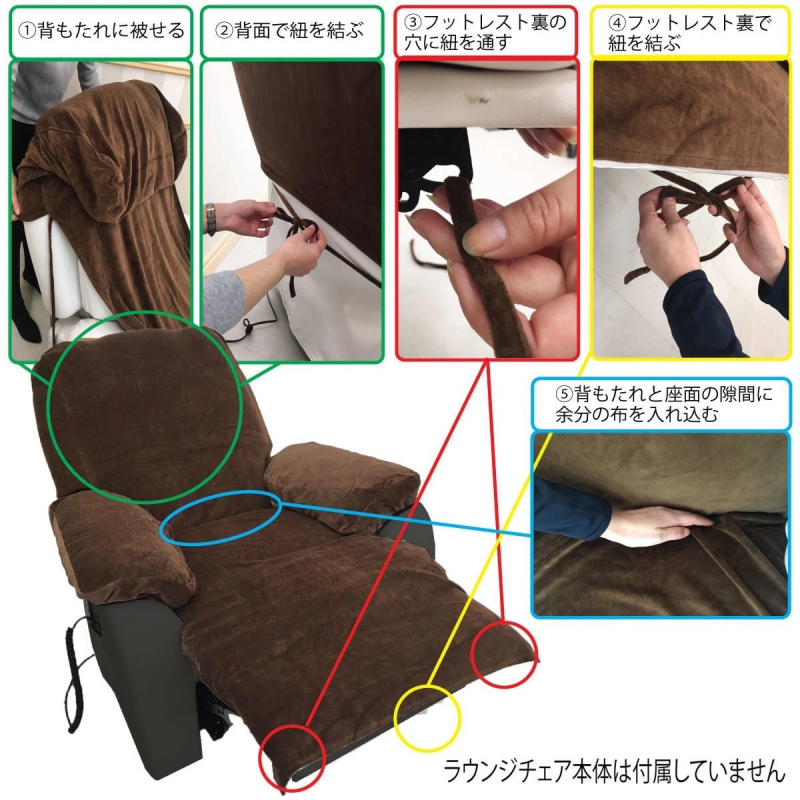 ①背もたれに被せる
②背面で紐を結ぶ
③フットレスト裏の
穴に紐を通す
④フットレスト裏で
紐を結ぶ
⑤背もたれと座面の隙間に
余分の布を入れ込む
ラウンジチェア本体は付属していません